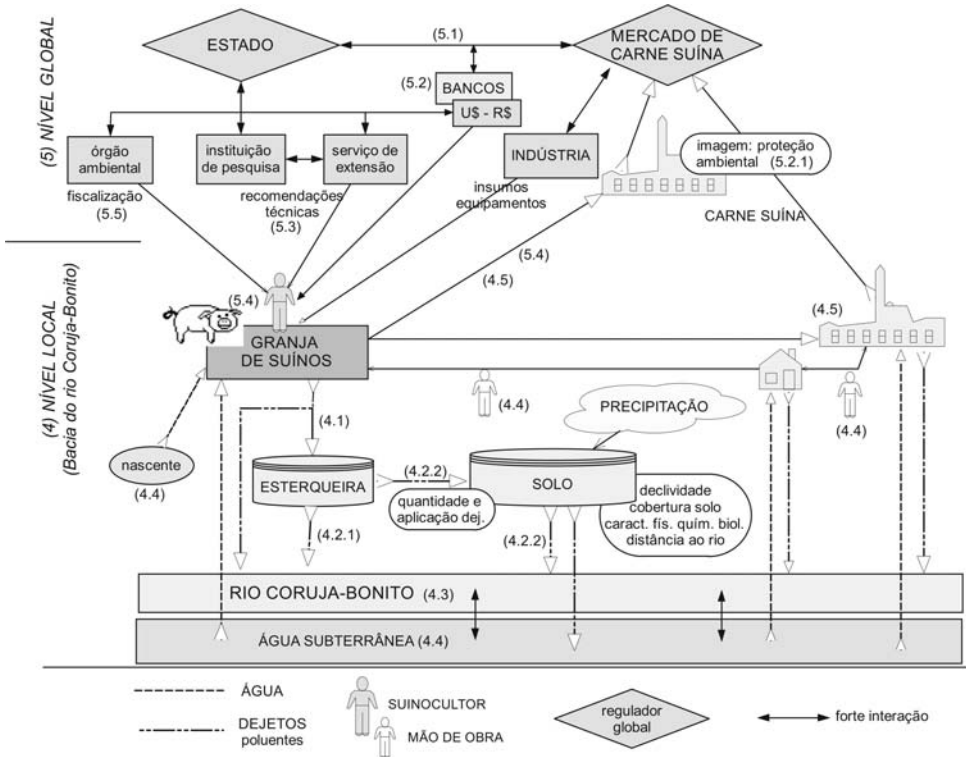 (5) NÍVEL GLOBAL
ESTADO
(5.1)
MERCADO DE
CARNE SUÍNA
(5.2)
BANCOS
U$ - R$
órgão
ambiental
instituição
de pesquisa
serviço de
extensão
INDÚSTRIA
imagem: proteção
ambiental (5.2.1)
fiscalização
(5.5)
recomendações
técnicas
(5.3)
insumos
equipamentos
CARNE SUÍNA
(4) NÍVEL LOCAL
(Bacia do rio Coruja-Bonito)
(5.4)
(4.5)
(5.4)
(4.5)
GRANJA
DE SUÍNOS
(4.4)
(4.4)
nascente
(4.4)
(4.1)
PRECIPITAÇÃO
ESTERQUEIRA
(4.2.2)
quantidade e
aplicação dej.
SOLO
declividade
cobertura solo
caract. fís. quím. biol.
distância ao rio
(4.2.1)
(4.2.2)
RIO CORUJA-BONITO (4.3)
ÁGUA SUBTERRÂNEA (4.4)
ÁGUA
DEJETOS
poluentes
SUINOCULTOR
MÃO DE OBRA
regulador
global
forte interação